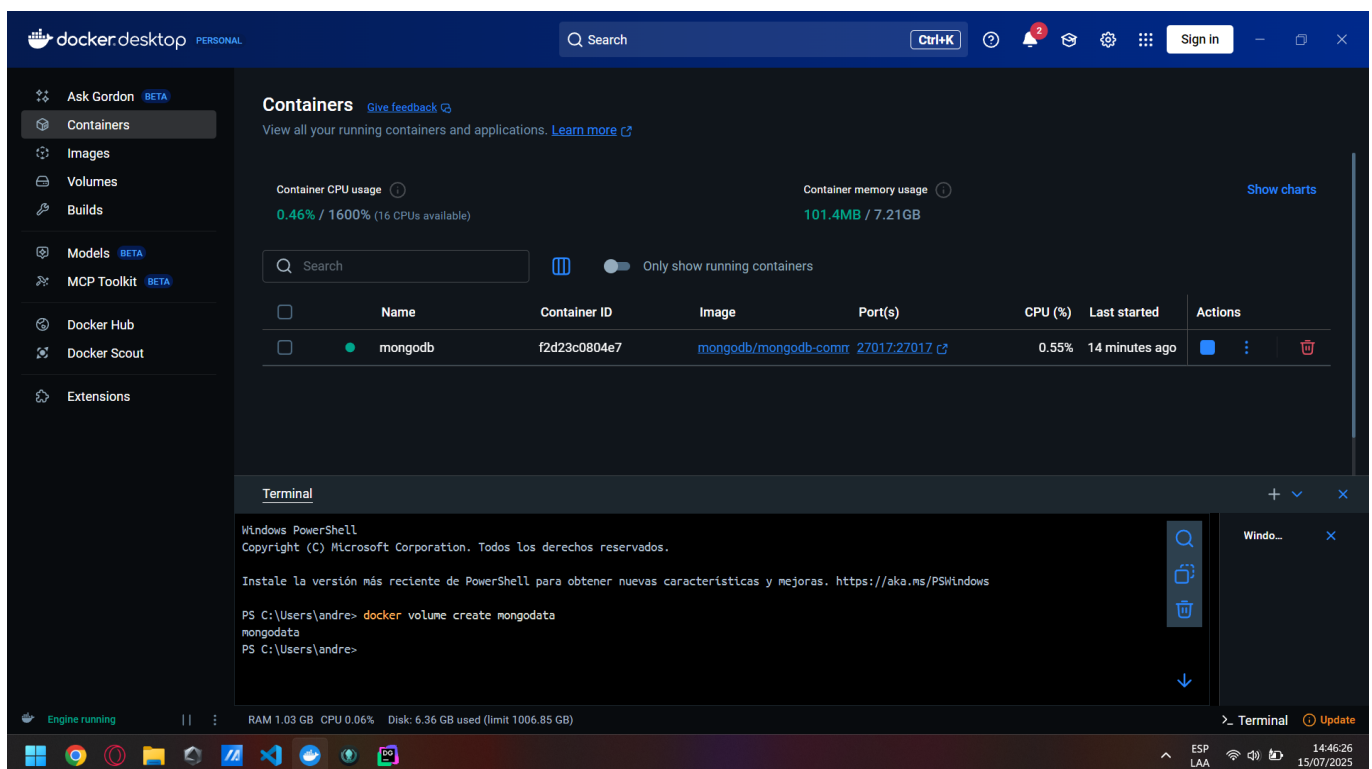 docker.desktop PERSONAL
Search Ctrl+K
2
Sign in
Ask Gordon BETA
Containers
Images
Volumes
Builds
Models BETA
MCP Toolkit BETA
Docker Hub
Docker Scout
Extensions
Containers Give feedback
View all your running containers and applications. Learn more
Container CPU usage
0.46% / 1600% (16 CPUs available)
Container memory usage
101.4MB / 7.21GB
Show charts
Search
Only show running containers
Name Container ID Image Port(s) CPU (%) Last started Actions
mongodb f2d23c0804e7 mongodb/mongodb-comm 27017:27017 0.55% 14 minutes ago
Terminal
Windows PowerShell
Copyright (C) Microsoft Corporation. Todos los derechos reservados.
Instale la versión más reciente de PowerShell para obtener nuevas características y mejoras. https://aka.ms/PSWindows
PS C:\Users\andre> docker volume create mongodata
mongodata
PS C:\Users\andre>
Windo...
Engine running
RAM 1.03 GB CPU 0.06% Disk: 6.36 GB used (limit 1006.85 GB)
>_ Terminal
Update
DG
ESP
LAA
14:46:26
15/07/2025